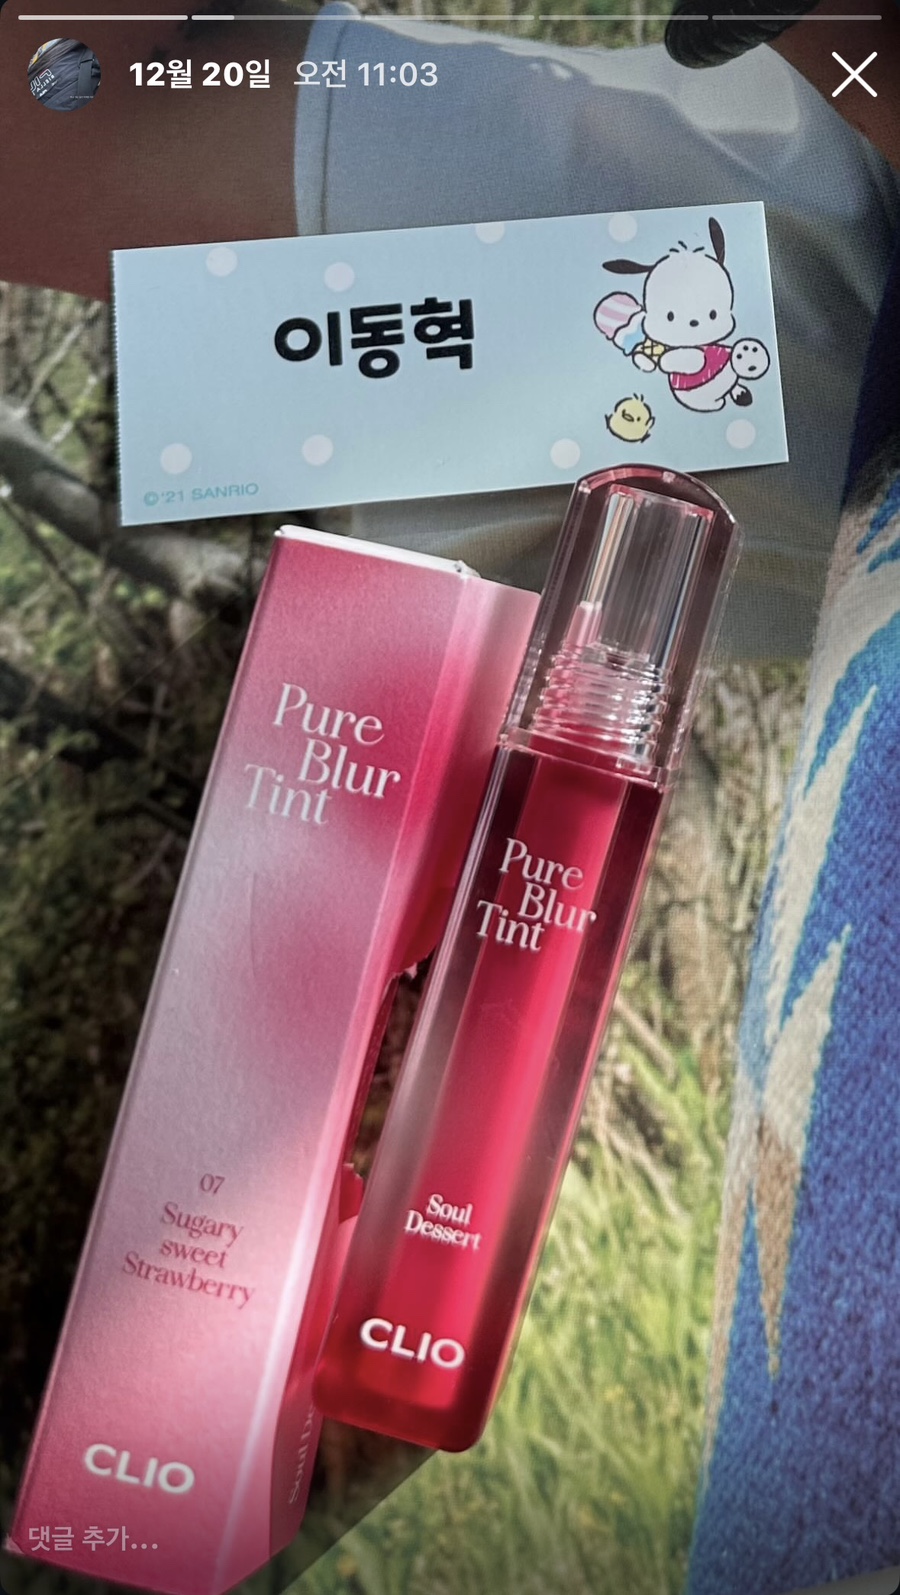 12월 20일 오전 11:03
이동혁
©'21 SANRIO
Pure
Blur
Tint
07
Sugary
sweet
Strawberry
CLIO
Pure
Blur
Tint
Soul
Dessert
CLIO
댓글 추가...